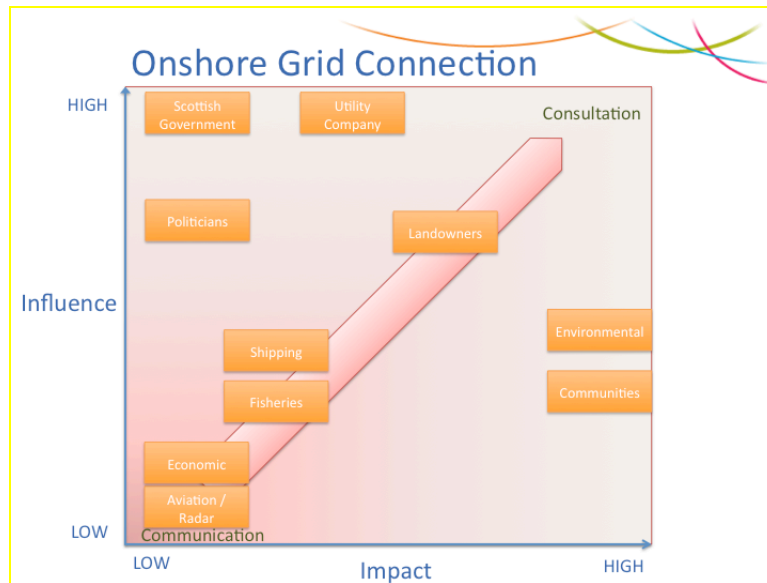 Onshore Grid Connection
HIGH
Scottish
Government
Utility
Company
Consultation
Politicians
Landowners
Influence
Environmental
Shipping
Communities
Fisheries
Economic
Aviation /
Radar
LOW
Communication
LOW
Impact
HIGH